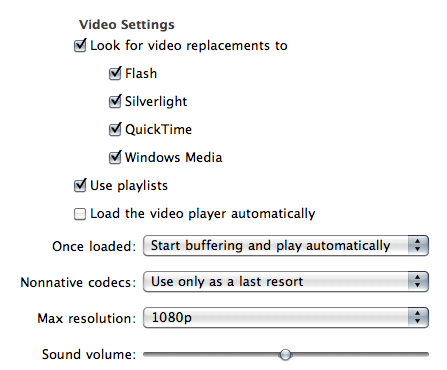 Video Settings
Look for video replacements to
Flash
Silverlight
QuickTime
Windows Media
Use playlists
Load the video player automatically
Once loaded: Start buffering and play automatically
Nonnative codecs: Use only as a last resort
Max resolution: 1080p
Sound volume: